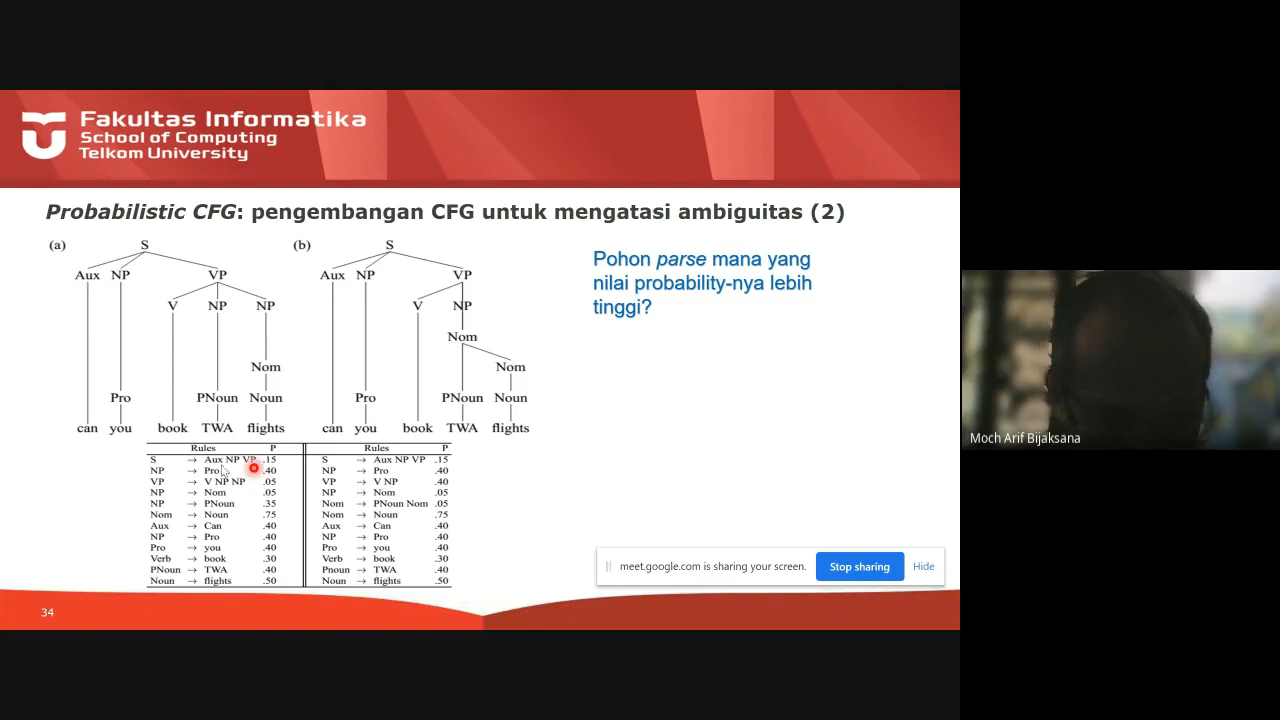 Fakultas Informatika
School of Computing
Telkom University
Probabilistic CFG: pengembangan CFG untuk mengatasi ambiguitas (2)
(a) S
Aux NP VP
V NP NP
Nom
Pro PNoun Noun
can you book TWA flights
(b) S
Aux NP VP
V NP
Nom
Nom
Pro PNoun Noun
can you book TWA flights
Rules P
S → Aux NP VP .15
NP → Pro .40
VP → V NP NP .05
NP → Nom .05
NP → PNoun .35
Nom → Noun .75
Aux → Can .40
NP → Pro .40
Pro → you .40
Verb → book .30
PNoun → TWA .40
Noun → flights .50
Rules P
S → Aux NP VP .15
NP → Pro .40
VP → V NP .40
NP → Nom .05
Nom → PNoun Nom .05
Nom → Noun .75
Aux → Can .40
NP → Pro .40
Pro → you .40
Verb → book .30
Pnoun → TWA .40
Noun → flights .50
Pohon parse mana yang
nilai probability-nya lebih
tinggi?
meet.google.com is sharing your screen. Stop sharing Hide
34
Moch Arif Bijaksana